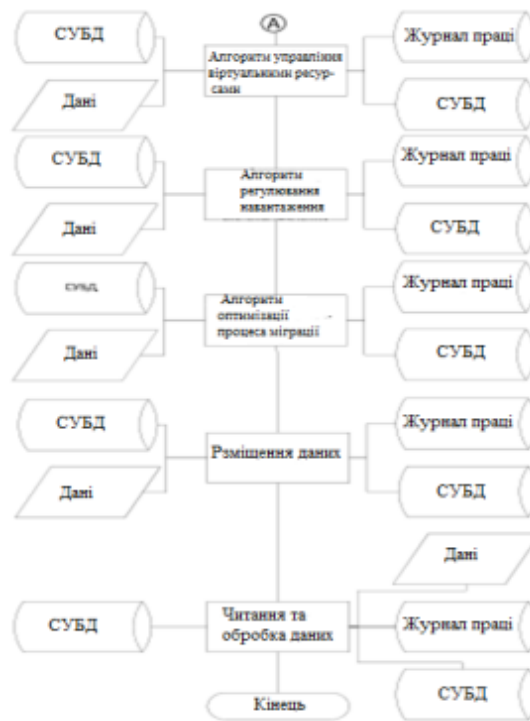 А
СУБД
Дані
Алгоритми управління
віртуальними ресур-
сами
Журнал праці
СУБД
СУБД
Дані
Алгоритми
регулювання
навантаження
Журнал праці
СУБД
СУБД
Дані
Алгоритми
оптимізації
процеса міграції
Журнал праці
СУБД
СУБД
Дані
Рзміщення даних
Журнал праці
СУБД
Дані
СУБД
Читання та
обробка даних
Журнал праці
СУБД
Кінець